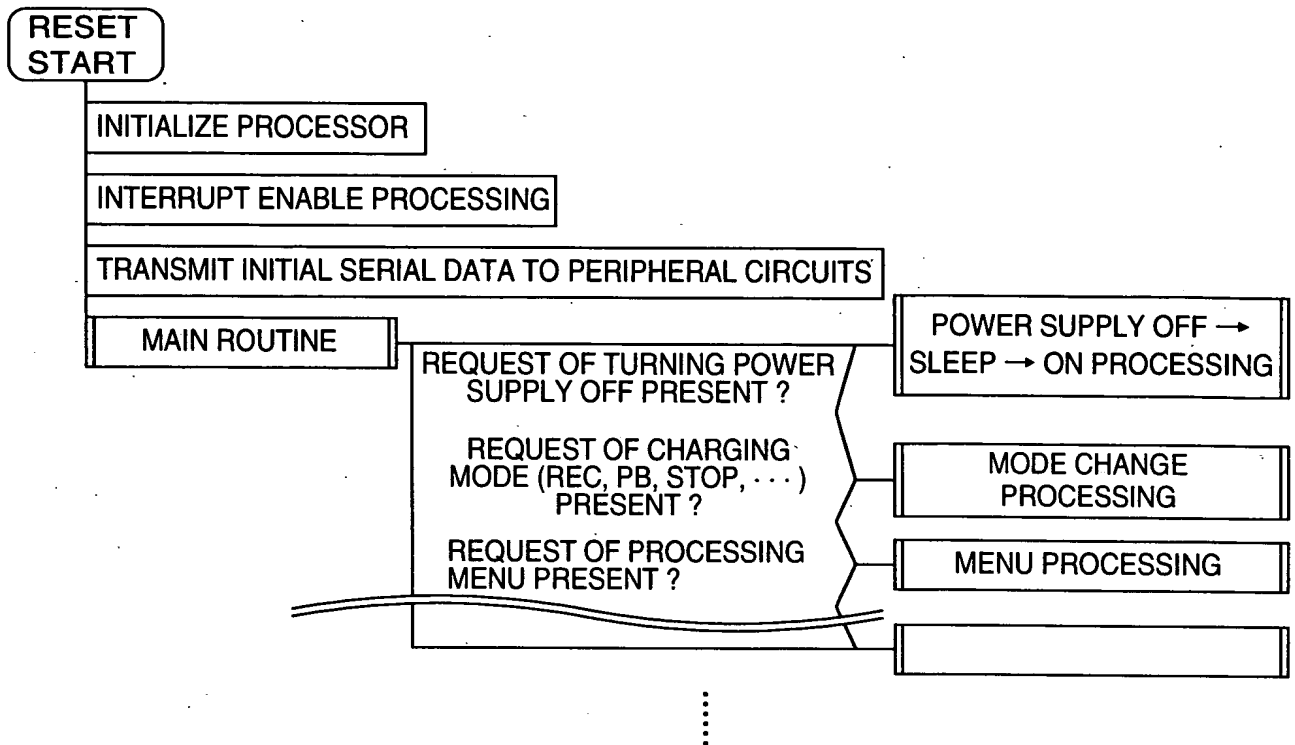 RESET
START
INITIALIZE PROCESSOR
INTERRUPT ENABLE PROCESSING
TRANSMIT INITIAL SERIAL DATA TO PERIPHERAL CIRCUITS
MAIN ROUTINE
REQUEST OF TURNING POWER
SUPPLY OFF PRESENT ?
POWER SUPPLY OFF →
SLEEP → ON PROCESSING
REQUEST OF CHARGING
MODE (REC, PB, STOP, ··· )
PRESENT ?
MODE CHANGE
PROCESSING
REQUEST OF PROCESSING
MENU PRESENT ?
MENU PROCESSING